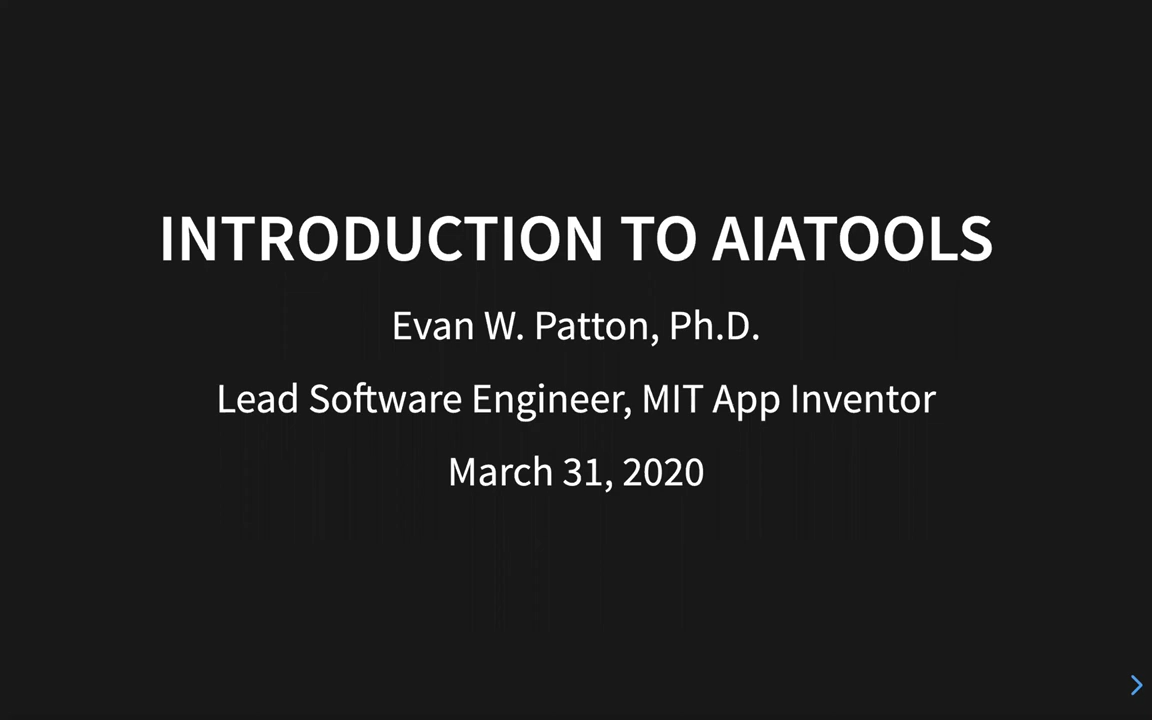 INTRODUCTION TO AIATOOLS
Evan W. Patton, Ph.D.
Lead Software Engineer, MIT App Inventor
March 31, 2020